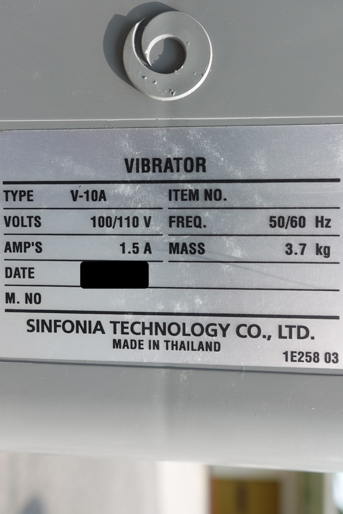 VIBRATOR
TYPE V-10A ITEM NO.
VOLTS 100/110 V FREQ. 50/60 Hz
AMP'S 1.5 A MASS 3.7 kg
DATE
M. NO
SINFONIA TECHNOLOGY CO., LTD.
MADE IN THAILAND
1E258 03